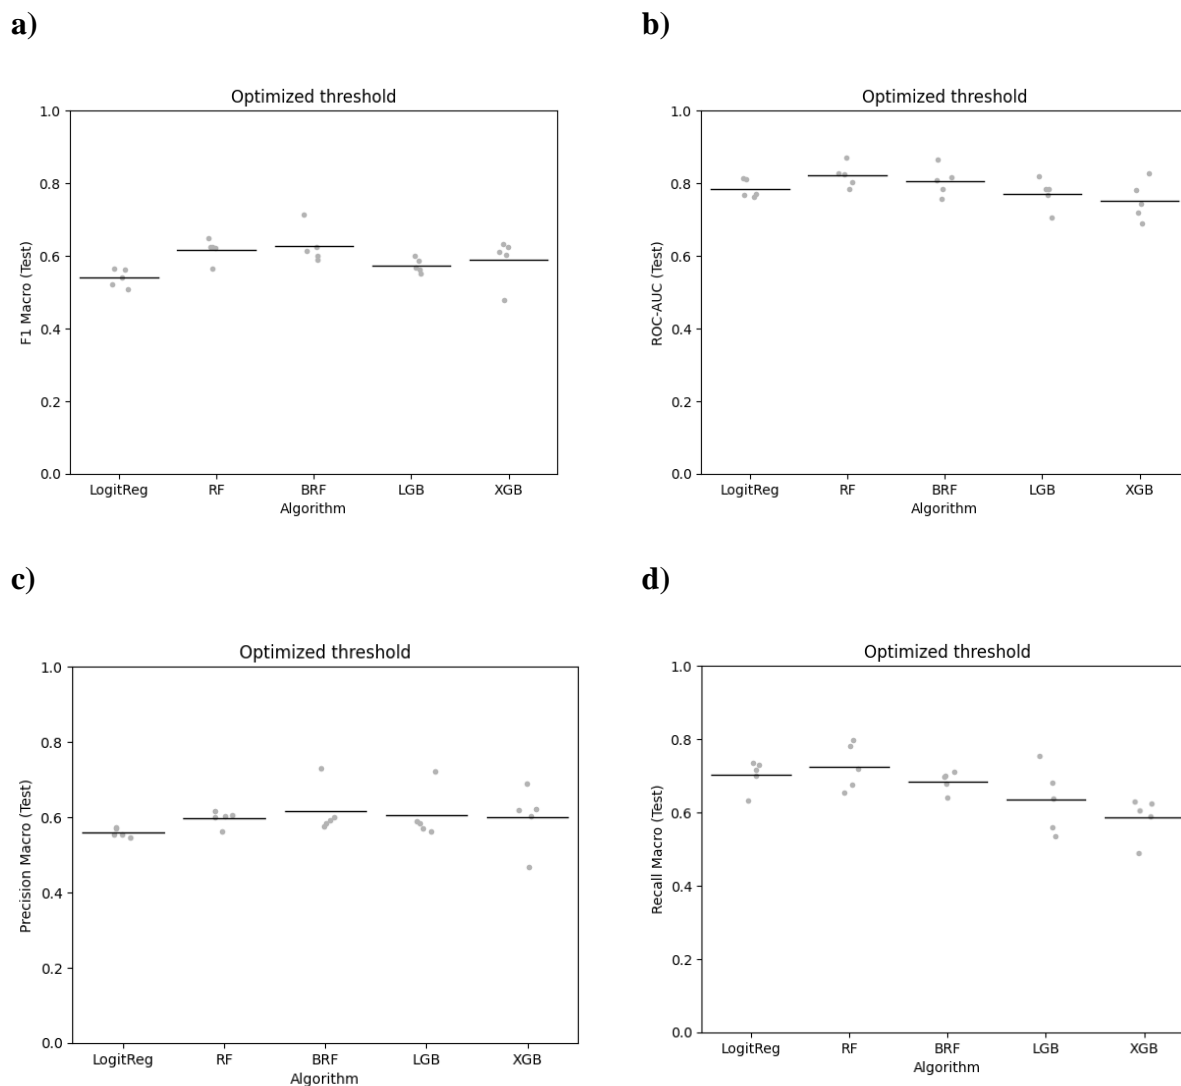 a)
Optimized threshold
1.0
0.8
0.6
0.4
0.2
0.0
F1 Macro (Test)
LogitReg RF BRF LGB XGB
Algorithm
b)
Optimized threshold
1.0
0.8
0.6
0.4
0.2
0.0
ROC-AUC (Test)
LogitReg RF BRF LGB XGB
Algorithm
c)
Optimized threshold
1.0
0.8
0.6
0.4
0.2
0.0
Precision Macro (Test)
LogitReg RF BRF LGB XGB
Algorithm
d)
Optimized threshold
1.0
0.8
0.6
0.4
0.2
0.0
Recall Macro (Test)
LogitReg RF BRF LGB XGB
Algorithm